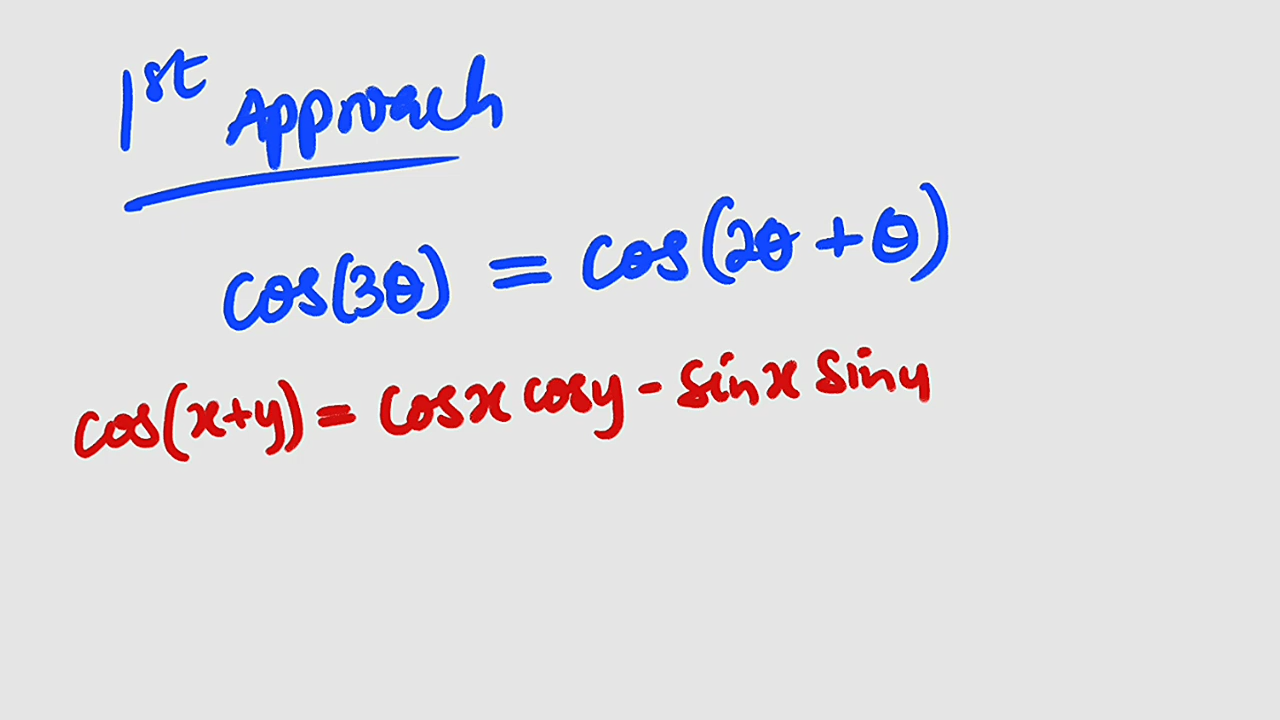 1st Approach
cos(3θ) = cos(2θ + θ)
cos(x+y) = cosx cosy - sinx siny